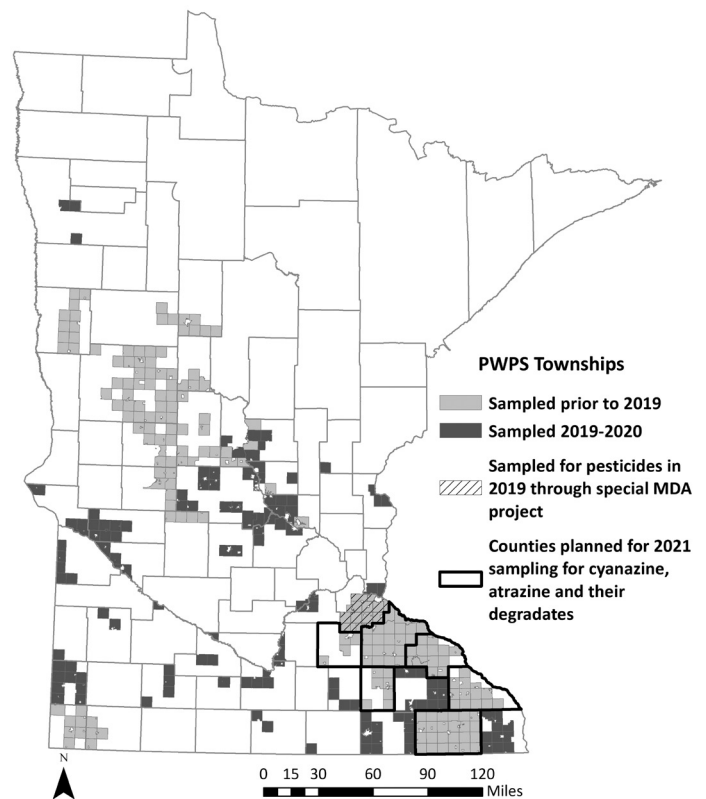 PWPS Townships
Sampled prior to 2019
Sampled 2019-2020
Sampled for pesticides in
2019 through special MDA
project
Counties planned for 2021
sampling for cyanazine,
atrazine and their
degradates
N
0 15 30 60 90 120
Miles